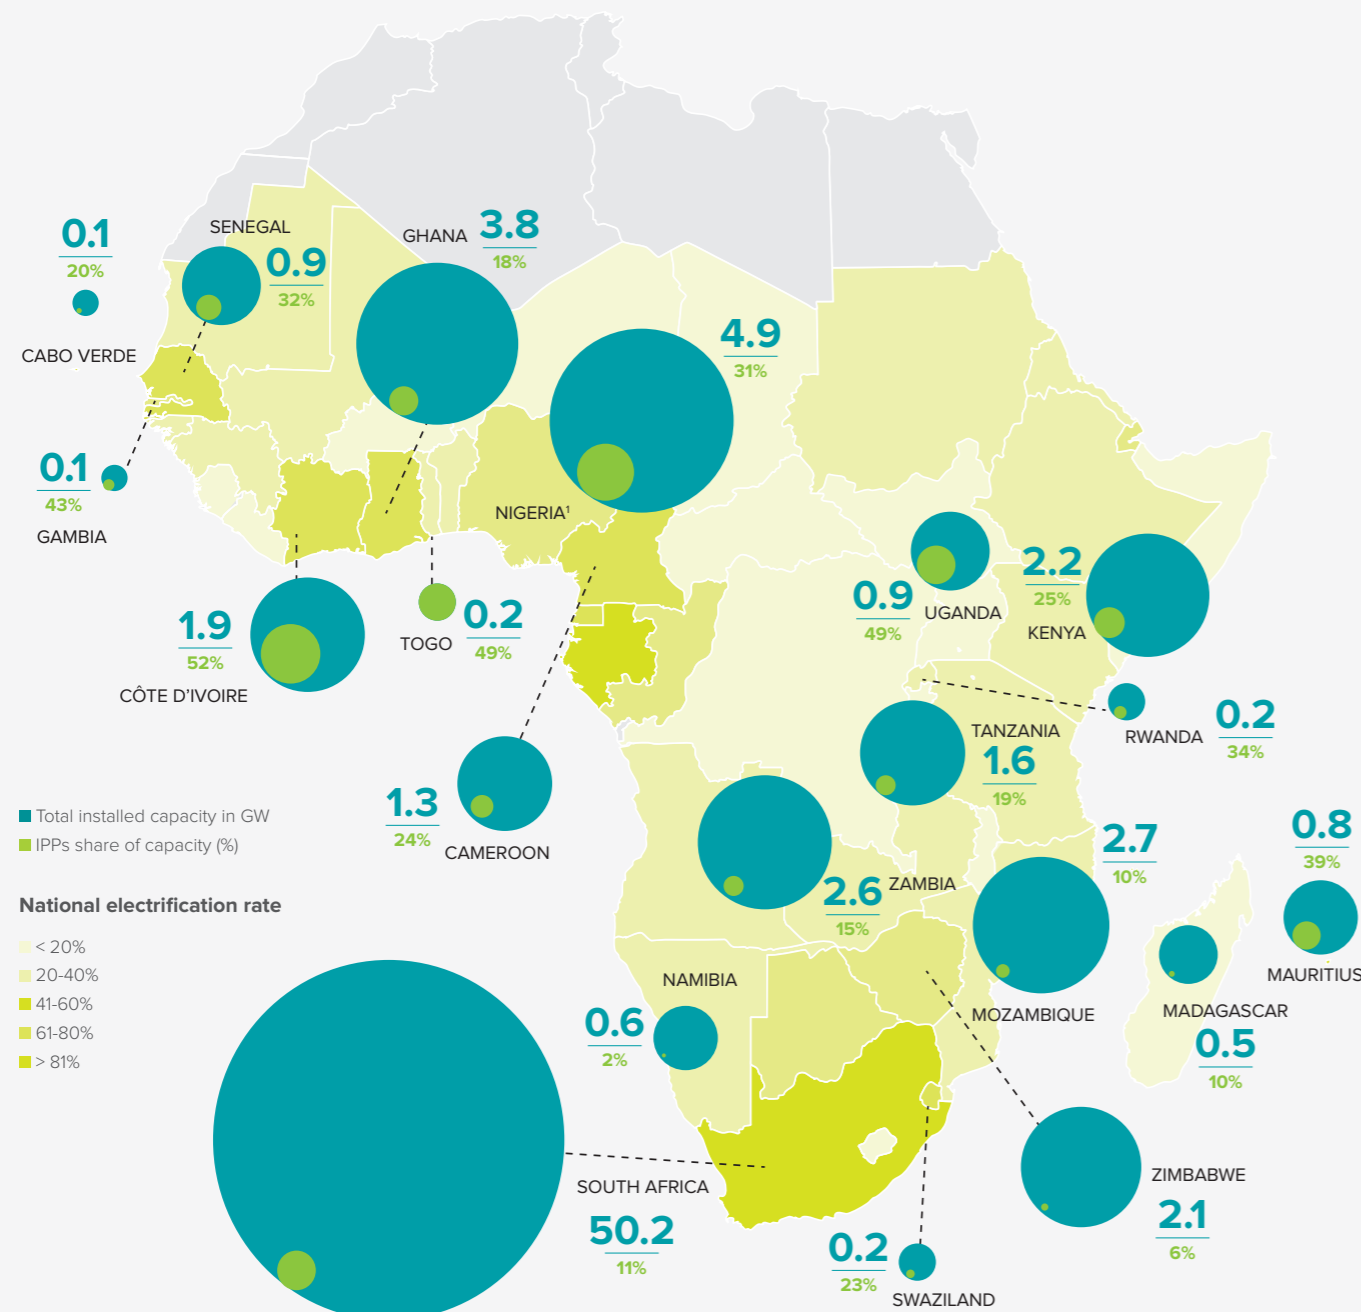 0.1
20%
CABO VERDE
SENEGAL
0.9
32%
GHANA
3.8
18%
4.9
31%
NIGERIA¹
0.1
43%
GAMBIA
1.9
52%
CÔTE D'IVOIRE
TOGO
0.2
49%
0.9
49%
UGANDA
2.2
25%
KENYA
RWANDA
0.2
34%
TANZANIA
1.6
19%
1.3
24%
CAMEROON
Total installed capacity in GW
IPPs share of capacity (%)
National electrification rate
< 20%
20-40%
41-60%
61-80%
> 81%
ZAMBIA
2.6
15%
2.7
10%
MOZAMBIQUE
0.8
39%
MAURITIUS
MADAGASCAR
0.5
10%
NAMIBIA
0.6
2%
SOUTH AFRICA
50.2
11%
ZIMBABWE
2.1
6%
0.2
23%
SWAZILAND